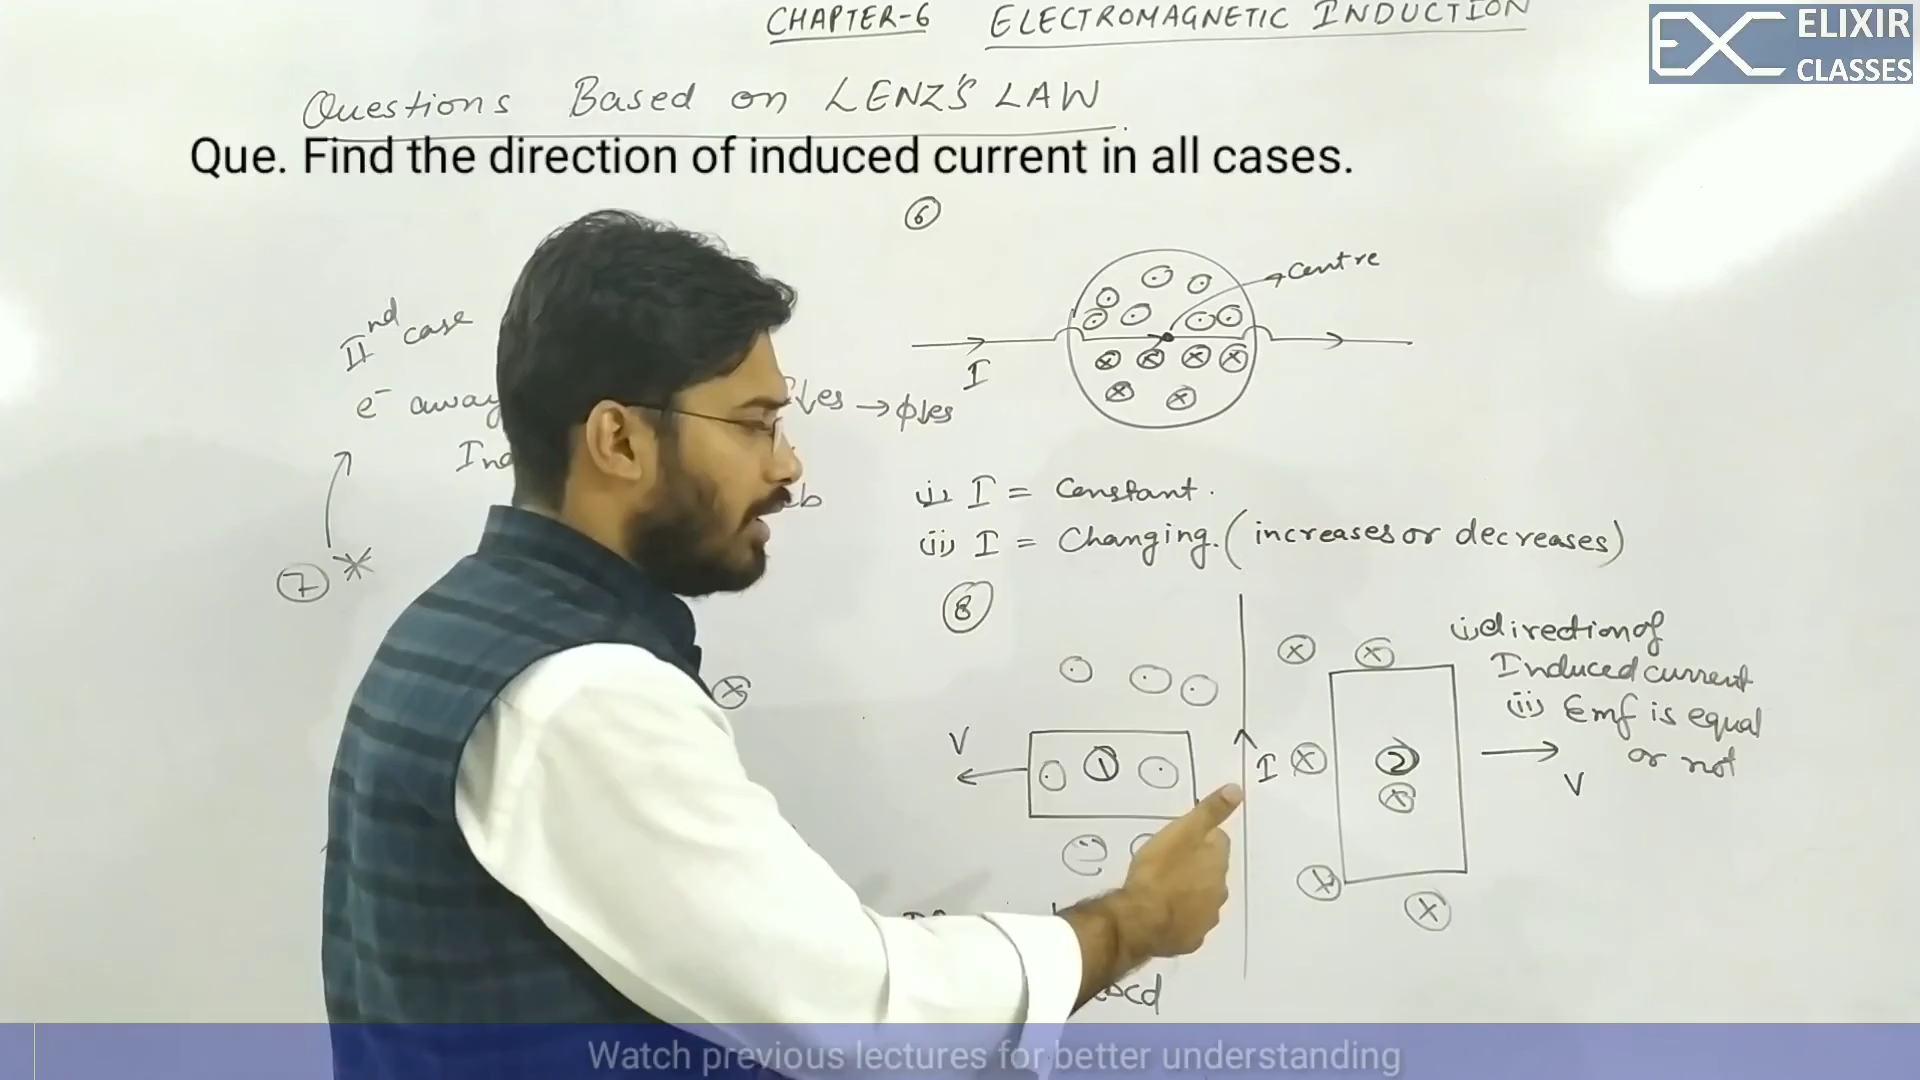 CHAPTER-6 ELECTROMAGNETIC INDUCTION
ELIXIR
CLASSES
Questions Based on LENZ'S LAW
Que. Find the direction of induced current in all cases.
6
Centre
I
IInd case
e- away
↓es → ϕ↓es
(i) I = Constant.
(ii) I = Changing. (increases or decreases)
7 *
8
(i) direction of
Induced current
(ii) Emf is equal
or not
V
1
I
2
V
Watch previous lectures for better understanding